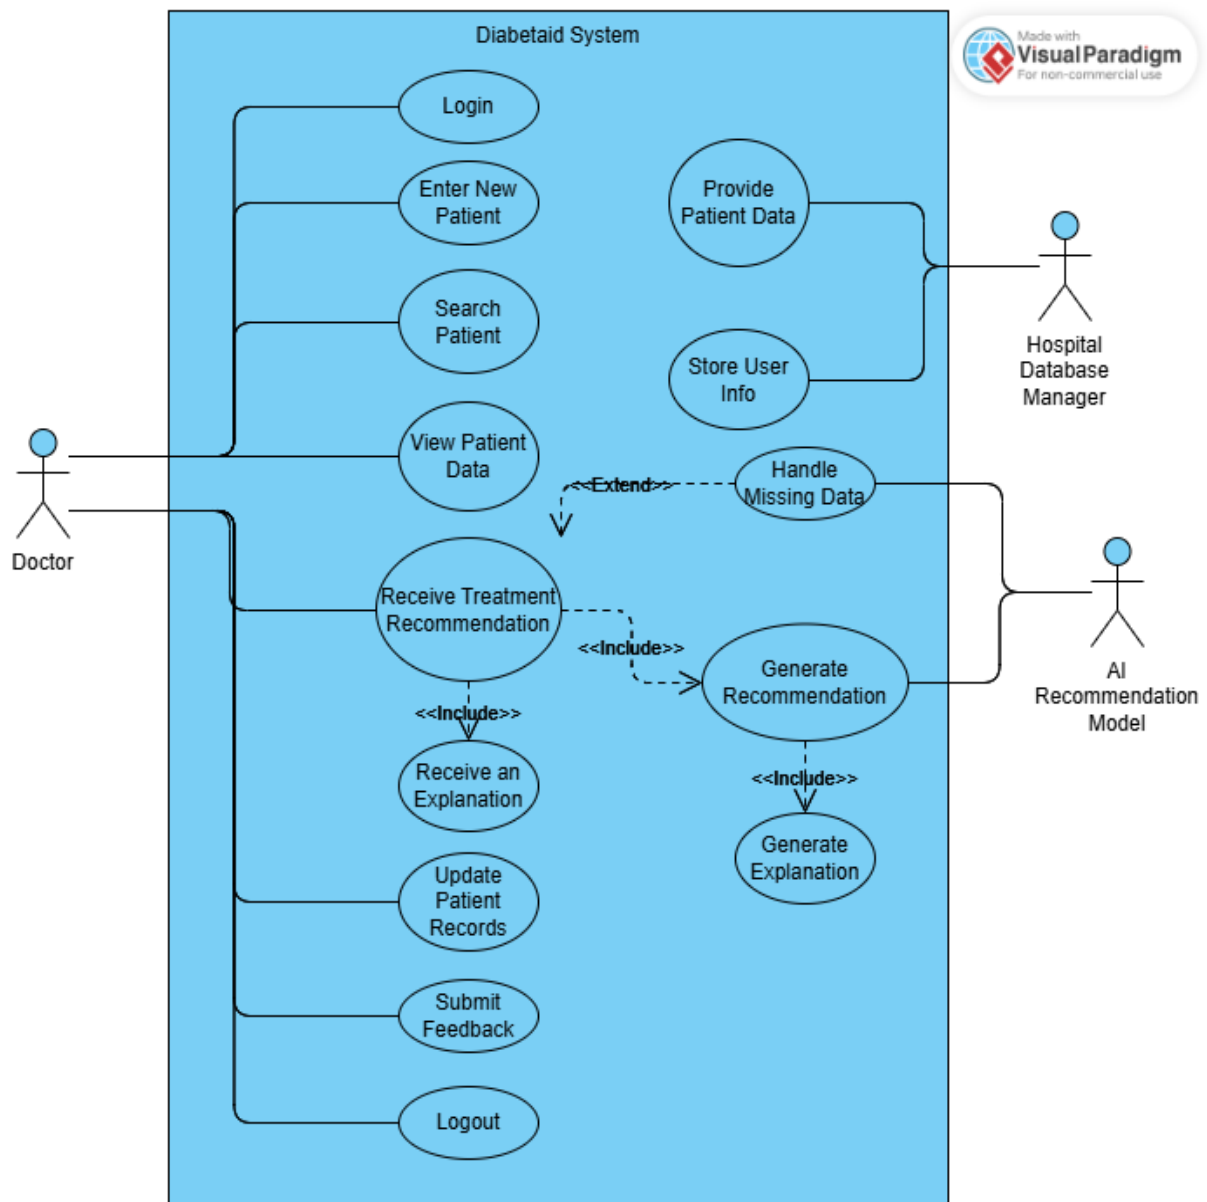 Diabetaid System
Made with
Visual Paradigm
For non-commercial use
Login
Enter New
Patient
Provide
Patient Data
Search
Patient
Hospital
Database
Manager
Store User
Info
View Patient
Data
Handle
Missing Data
<<Extend>>
Doctor
Receive Treatment
Recommendation
<<Include>>
Generate
Recommendation
AI
Recommendation
Model
<<Include>>
Receive an
Explanation
<<Include>>
Generate
Explanation
Update
Patient
Records
Submit
Feedback
Logout